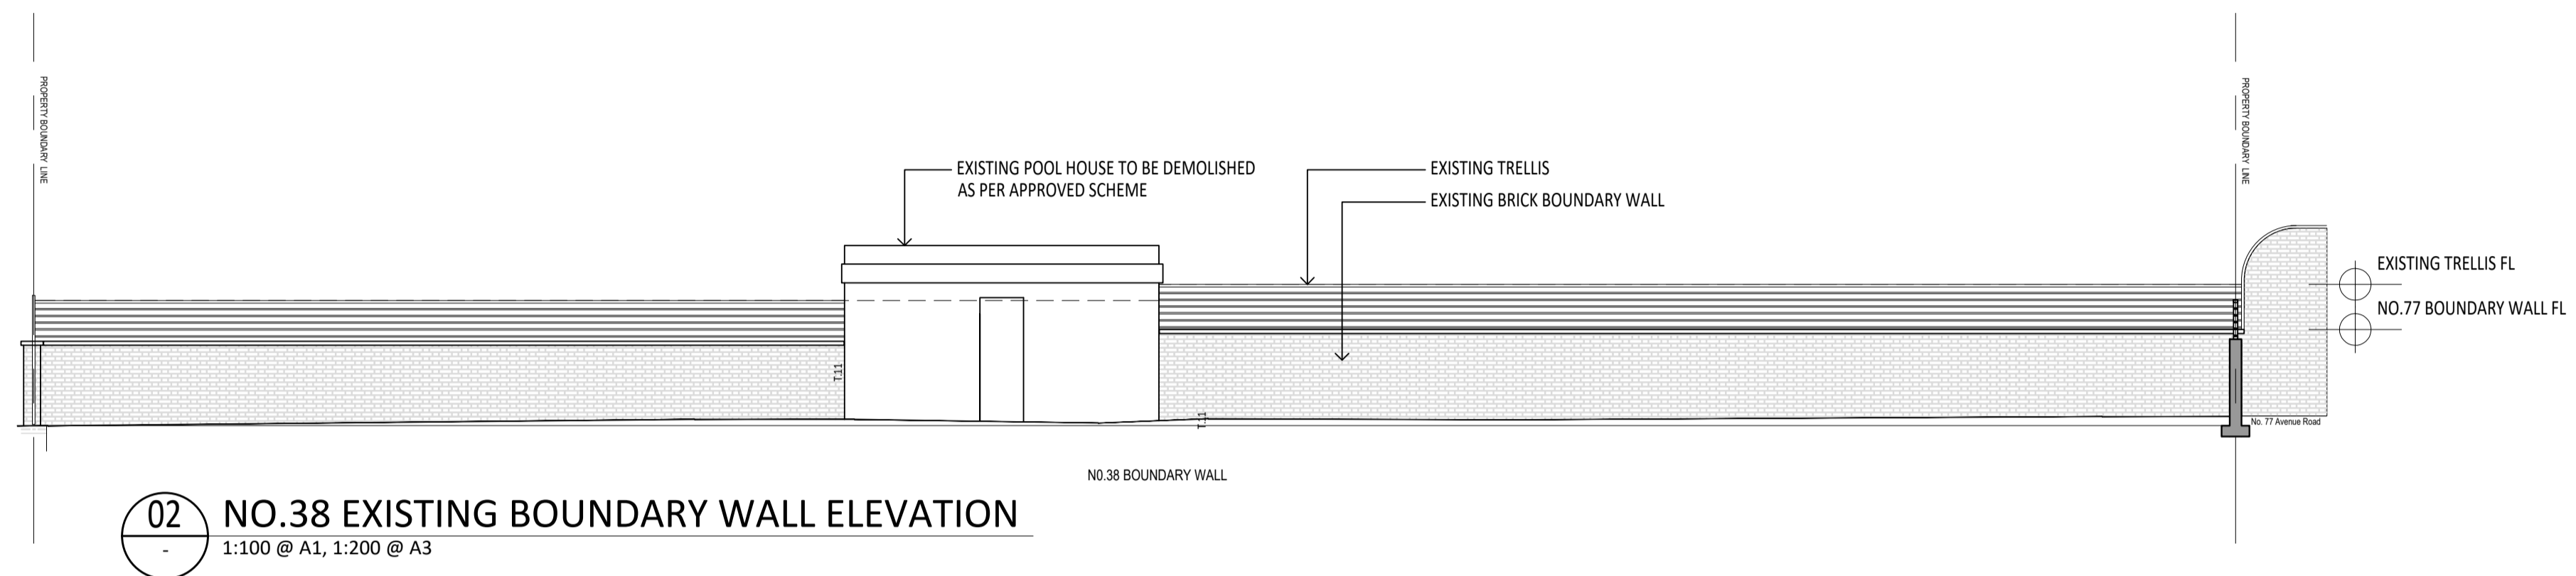 PROPERTY BOUNDARY LINE
PROPERTY BOUNDARY LINE
EXISTING POOL HOUSE TO BE DEMOLISHED
AS PER APPROVED SCHEME
EXISTING TRELLIS
EXISTING BRICK BOUNDARY WALL
EXISTING TRELLIS FL
NO.77 BOUNDARY WALL FL
T.11
T.11
No. 77 Avenue Road
N0.38 BOUNDARY WALL
02
-
NO.38 EXISTING BOUNDARY WALL ELEVATION
1:100 @ A1, 1:200 @ A3